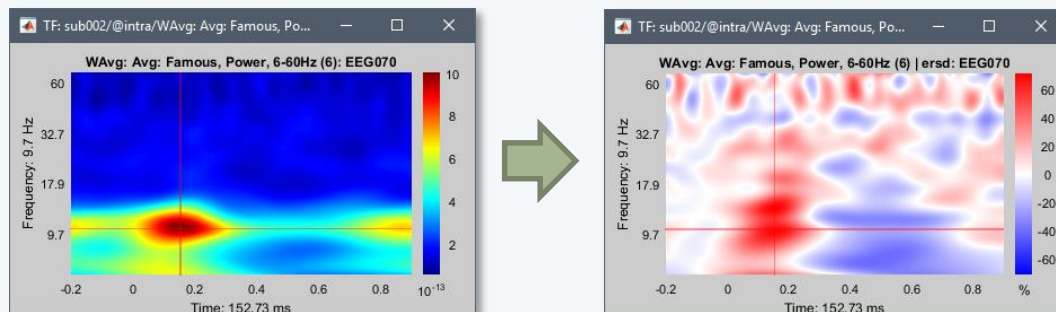 TF: sub002/@intra/WAvg: Avg: Famous, Po...
WAvg: Avg: Famous, Power, 6-60Hz (6): EEG070
Frequency: 9.7 Hz
60
32.7
17.9
9.7
-0.2 0 0.2 0.4 0.6 0.8
Time: 152.73 ms
10
8
6
4
2
10-13
TF: sub002/@intra/WAvg: Avg: Famous, Po...
WAvg: Avg: Famous, Power, 6-60Hz (6) | ersd: EEG070
Frequency: 9.7 Hz
60
32.7
17.9
9.7
-0.2 0 0.2 0.4 0.6 0.8
Time: 152.73 ms
60
40
20
0
-20
-40
-60
%